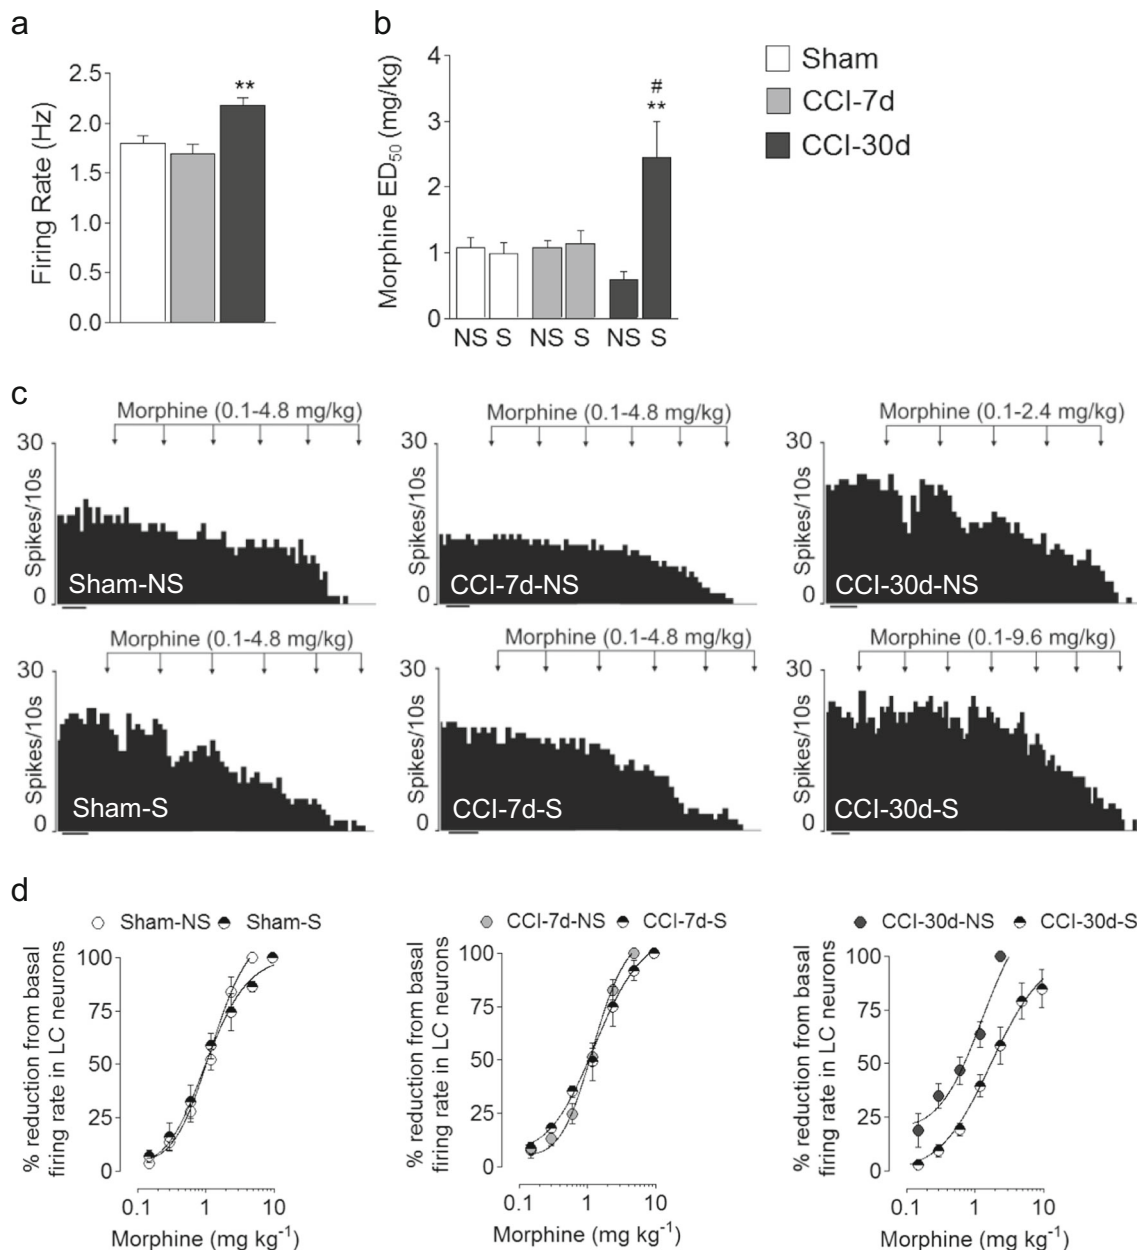 a
b
Firing Rate (Hz)
2.5
2.0
1.5
1.0
0.5
0.0
**
Morphine ED50 (mg/kg)
4
3
2
1
0
#
**
NS S NS S NS S
Sham
CCI-7d
CCI-30d
c
Morphine (0.1-4.8 mg/kg)
30
Spikes/10s
0
Sham-NS
Morphine (0.1-4.8 mg/kg)
30
Spikes/10s
0
CCI-7d-NS
Morphine (0.1-2.4 mg/kg)
30
Spikes/10s
0
CCI-30d-NS
Morphine (0.1-4.8 mg/kg)
30
Spikes/10s
0
Sham-S
Morphine (0.1-4.8 mg/kg)
30
Spikes/10s
0
CCI-7d-S
Morphine (0.1-9.6 mg/kg)
30
Spikes/10s
0
CCI-30d-S
d
Sham-NS Sham-S
% reduction from basal
firing rate in LC neurons
100
75
50
25
0
0.1 1 10
Morphine (mg kg-1)
CCI-7d-NS CCI-7d-S
% reduction from basal
firing rate in LC neurons
100
75
50
25
0
0.1 1 10
Morphine (mg kg-1)
CCI-30d-NS CCI-30d-S
% reduction from basal
firing rate in LC neurons
100
75
50
25
0
0.1 1 10
Morphine (mg kg-1)